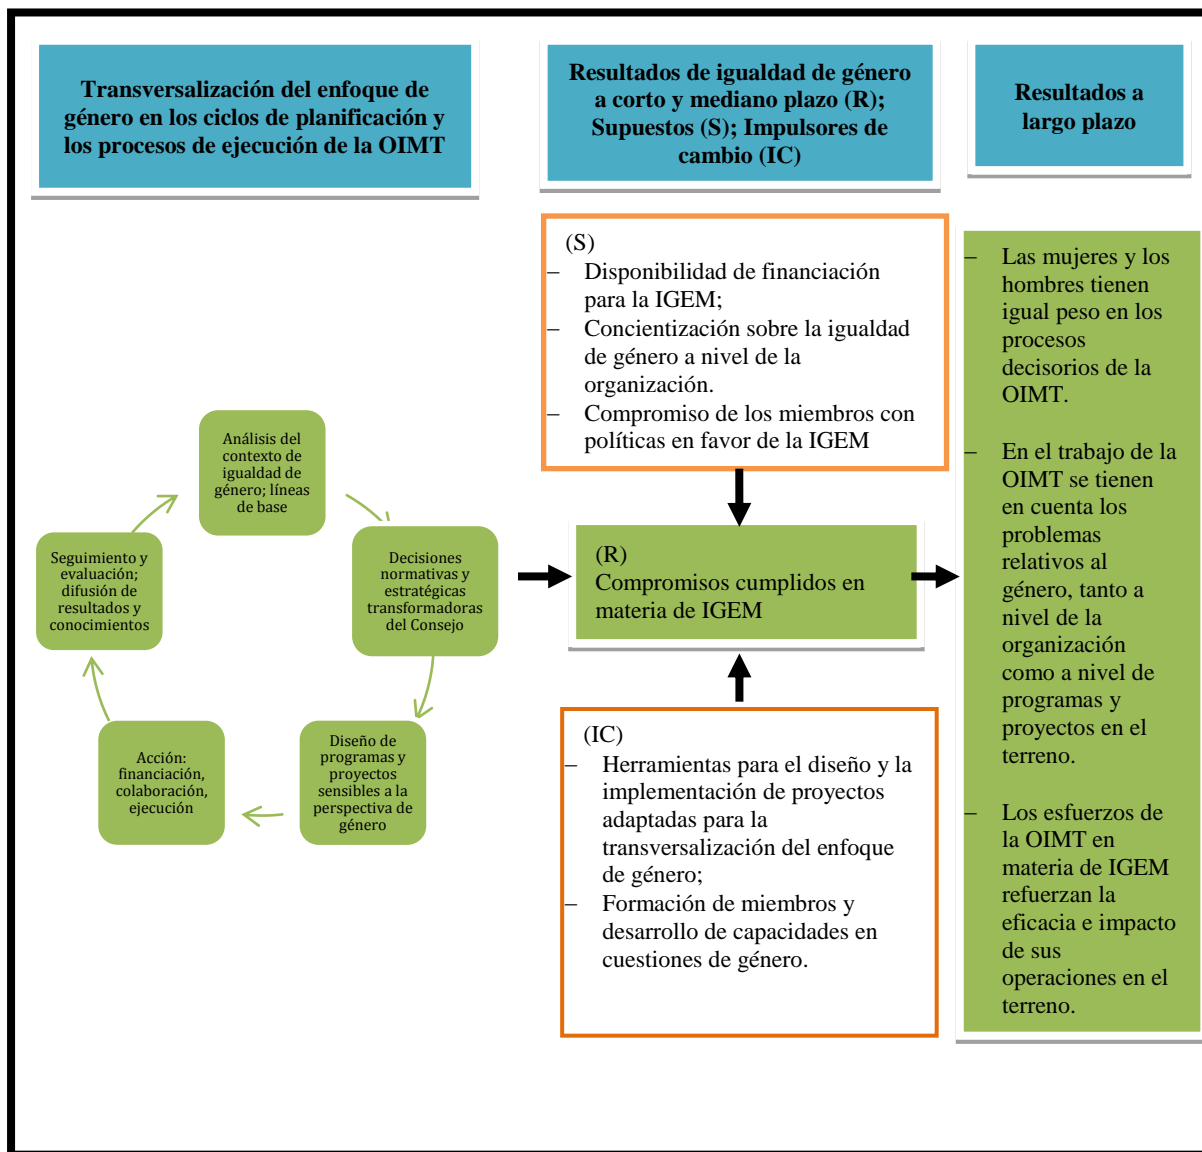 Transversalización del enfoque de
género en los ciclos de planificación y
los procesos de ejecución de la OIMT
Resultados de igualdad de género
a corto y mediano plazo (R);
Supuestos (S); Impulsores de
cambio (IC)
Resultados a
largo plazo
Análisis del
contexto de
igualdad de
género; líneas
de base
Decisiones
normativas y
estratégicas
transformadoras
del Consejo
Diseño de
programas y
proyectos
sensibles a la
perspectiva de
género
Acción:
financiación,
colaboración,
ejecución
Seguimiento y
evaluación;
difusión de
resultados y
conocimientos
(S)
– Disponibilidad de financiación
para la IGEM;
– Concientización sobre la igualdad
de género a nivel de la
organización.
– Compromiso de los miembros con
políticas en favor de la IGEM
(R)
Compromisos cumplidos en
materia de IGEM
(IC)
– Herramientas para el diseño y la
implementación de proyectos
adaptadas para la
transversalización del enfoque
de género;
– Formación de miembros y
desarrollo de capacidades en
cuestiones de género.
– Las mujeres y los
hombres tienen
igual peso en los
procesos
decisorios de la
OIMT.
– En el trabajo de la
OIMT se tienen
en cuenta los
problemas
relativos al
género, tanto a
nivel de la
organización
como a nivel de
programas y
proyectos en el
terreno.
– Los esfuerzos de
la OIMT en
materia de IGEM
refuerzan la
eficacia e impacto
de sus
operaciones en el
terreno.